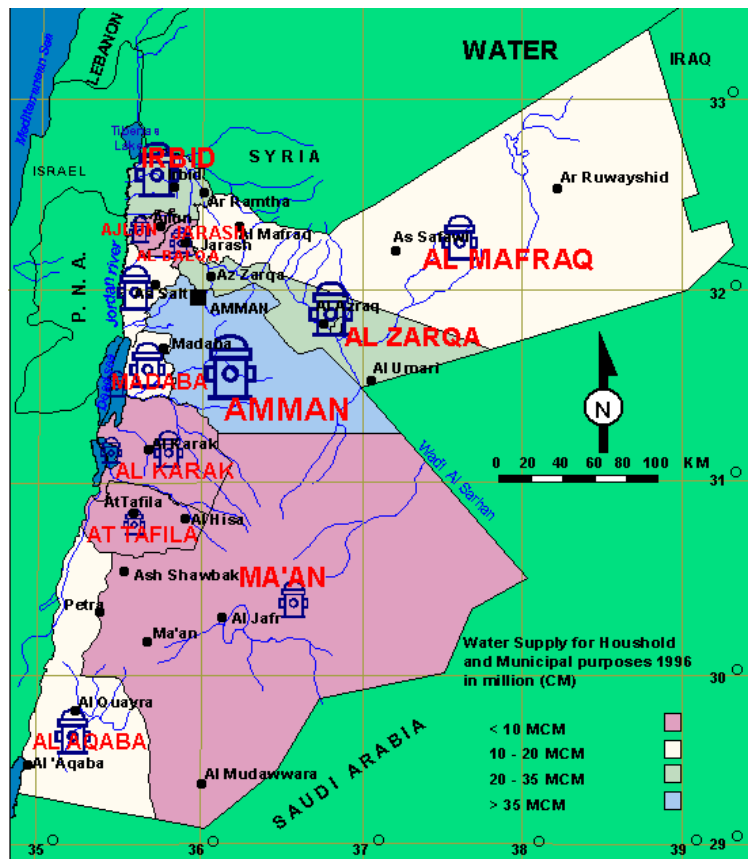 WATER
IRAQ
LEBANON
Mediterranean Sea
33
Tiberias
Lake
SYRIA
ISRAEL
IRBID
Irbid
Ar Ramtha
Ar Ruwayshid
AJLUN
Ajlun
JARASH
Jarash
Al Mafraq
As Safawi
AL MAFRAQ
AL BALQA
P. N. A.
Jordan river
Az Zarqa
As Salt
32
AMMAN
Al Azraq
AL ZARQA
Madaba
MADABA
Dead sea
Al Umari
AMMAN
N
Al Karak
AL KARAK
Wadi Al Sarhan
0 20 40 60 80 100 KM
31
At Tafila
Al Hisa
AT TAFILA
Ash Shawbak
MA'AN
Petra
Al Jafr
Ma'an
Water Supply for Houshold
and Municipal purposes 1996
in million (CM)
30
< 10 MCM
10 - 20 MCM
20 - 35 MCM
> 35 MCM
Al Quayra
AL AQABA
Al 'Aqaba
Al Mudawwara
SAUDI ARABIA
35
36
37
38
39
29